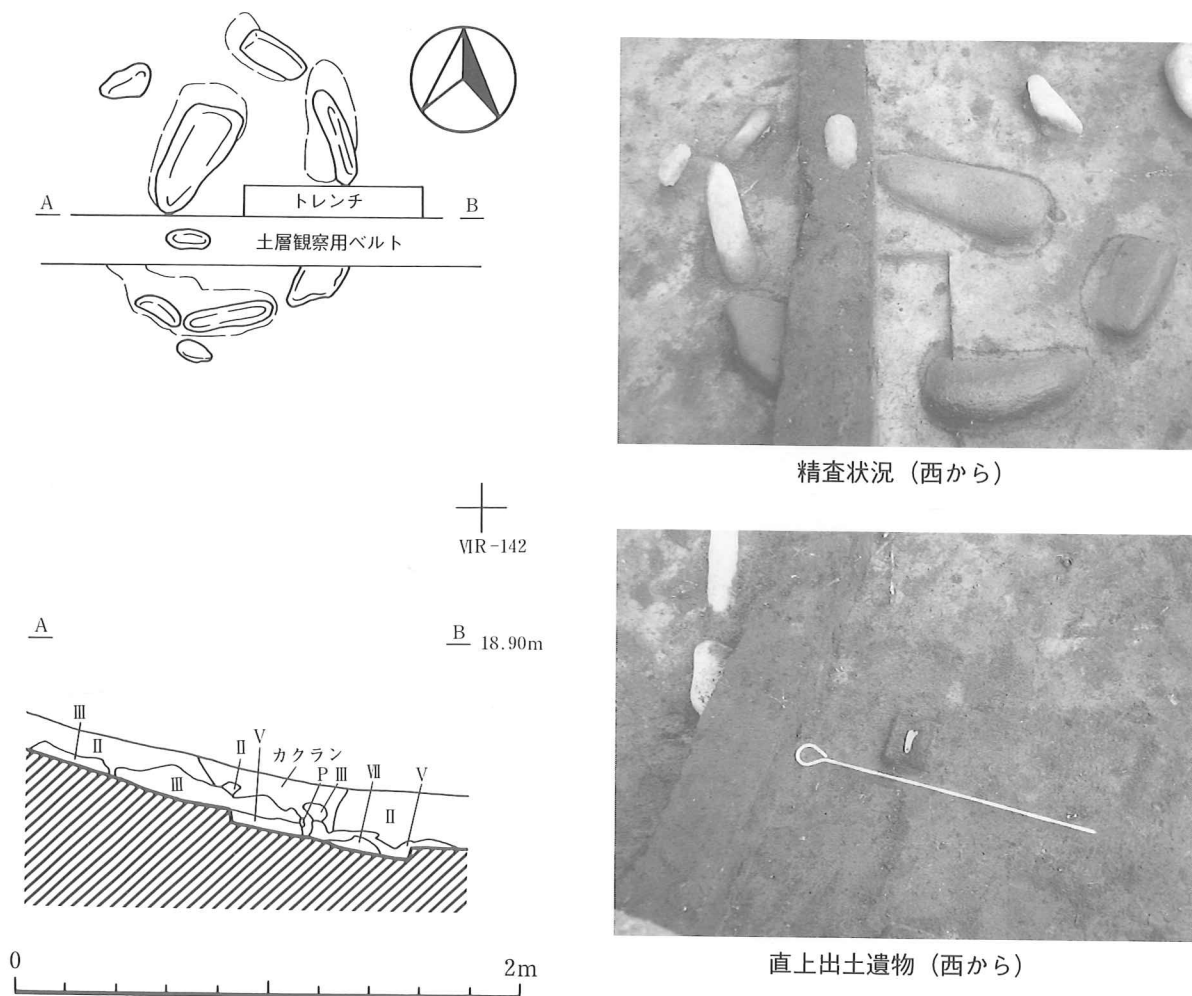 A
トレンチ
B
土層観察用ベルト
ⅦR-142
A
B 18.90m
Ⅲ
Ⅱ
Ⅲ
Ⅱ
Ⅴ
カクラン
P
Ⅲ
Ⅶ
Ⅴ
Ⅱ
0
2m
精査状況（西から）
直上出土遺物（西から）